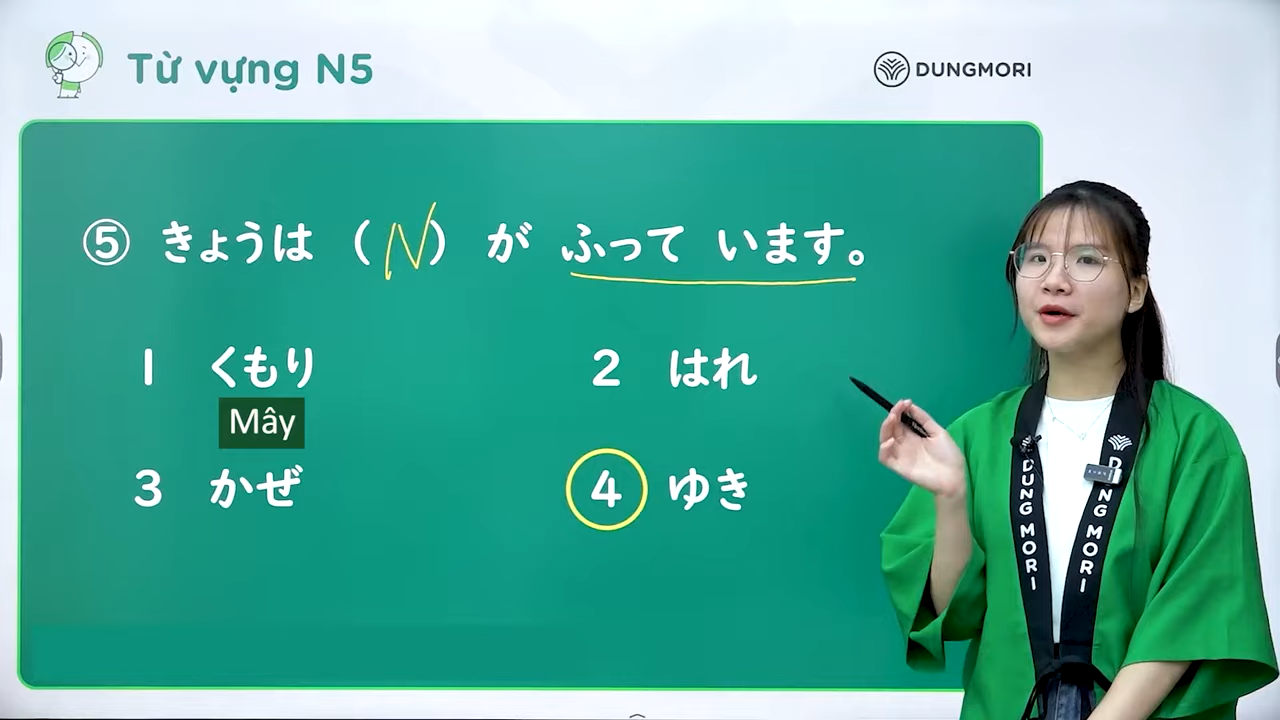 Từ vựng N5
DUNGMORI
⑤ きょうは ( N ) が ふって います。
1 くもり
2 はれ
Mây
3 かぜ
4 ゆき
DUNG MORI
DUNG MORI